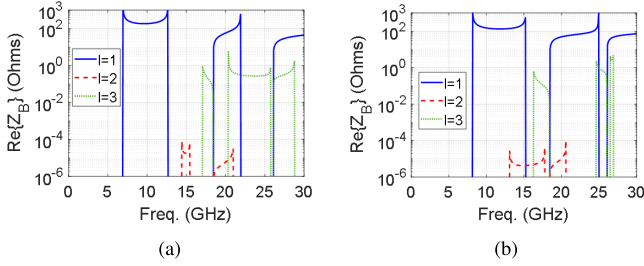 10^3
10^2
10^0
10^-2
10^-4
10^-6
Re{Z_B} (Ohms)
l=1
l=2
l=3
0 5 10 15 20 25 30
Freq. (GHz)
(a)
10^3
10^2
10^0
10^-2
10^-4
10^-6
Re{Z_B} (Ohms)
l=1
l=2
l=3
0 5 10 15 20 25 30
Freq. (GHz)
(b)